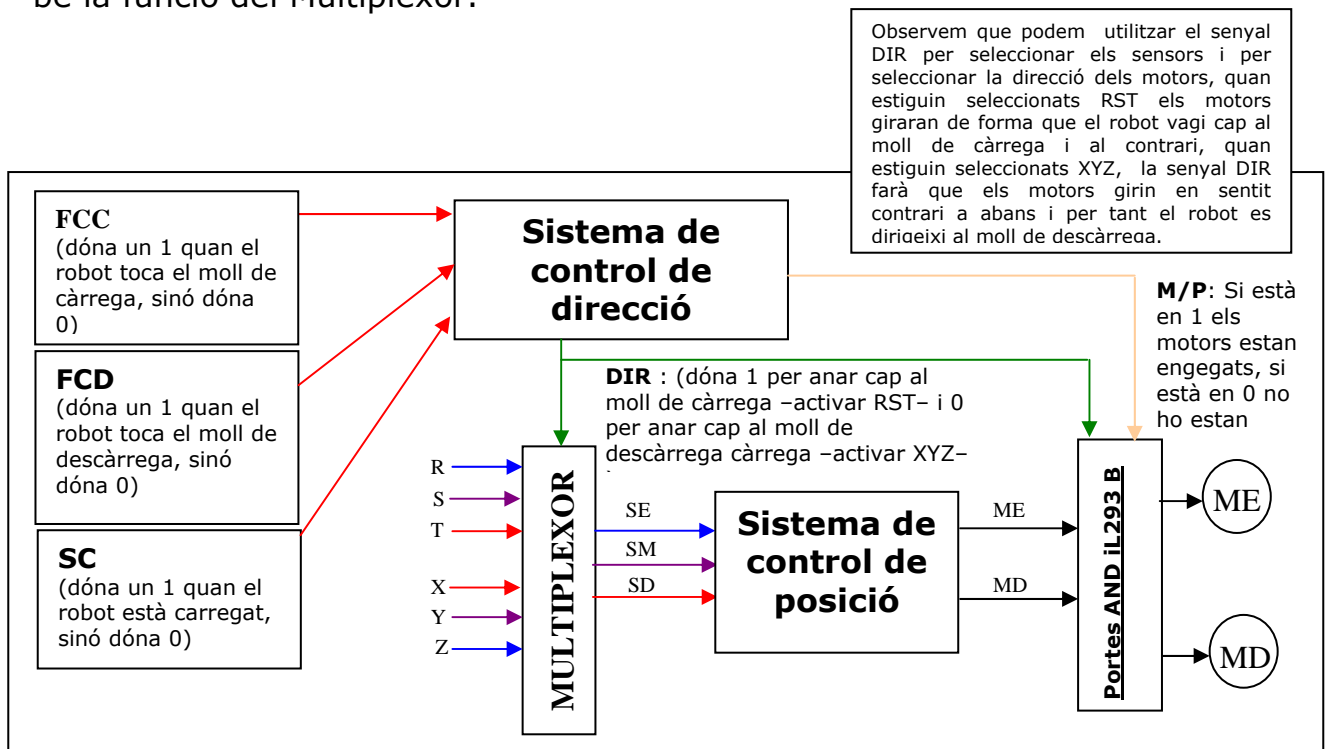 be la funció del Multiplexor.
Observem que podem utilitzar el senyal
DIR per seleccionar els sensors i per
seleccionar la direcció dels motors, quan
estiguin seleccionats RST els motors
giraran de forma que el robot vagi cap al
moll de càrrega i al contrari, quan
estiguin seleccionats XYZ, la senyal DIR
farà que els motors girin en sentit
contrari a abans i per tant el robot es
dirigeixi al moll de descàrrega.
FCC
(dóna un 1 quan el
robot toca el moll de
càrrega, sinó dóna
0)
FCD
(dóna un 1 quan el
robot toca el moll de
descàrrega, sinó
dóna 0)
SC
(dóna un 1 quan el
robot està carregat,
sinó dóna 0)
Sistema de
control de
direcció
M/P: Si està
en 1 els
motors estan
engegats, si
està en 0 no
ho estan
DIR : (dóna 1 per anar cap al
moll de càrrega –activar RST– i 0
per anar cap al moll de
descàrrega càrrega –activar XYZ–
R
S
T
X
Y
Z
MULTIPLEXOR
SE
SM
SD
Sistema de
control de
posició
ME
MD
Portes AND iL293 B
ME
MD